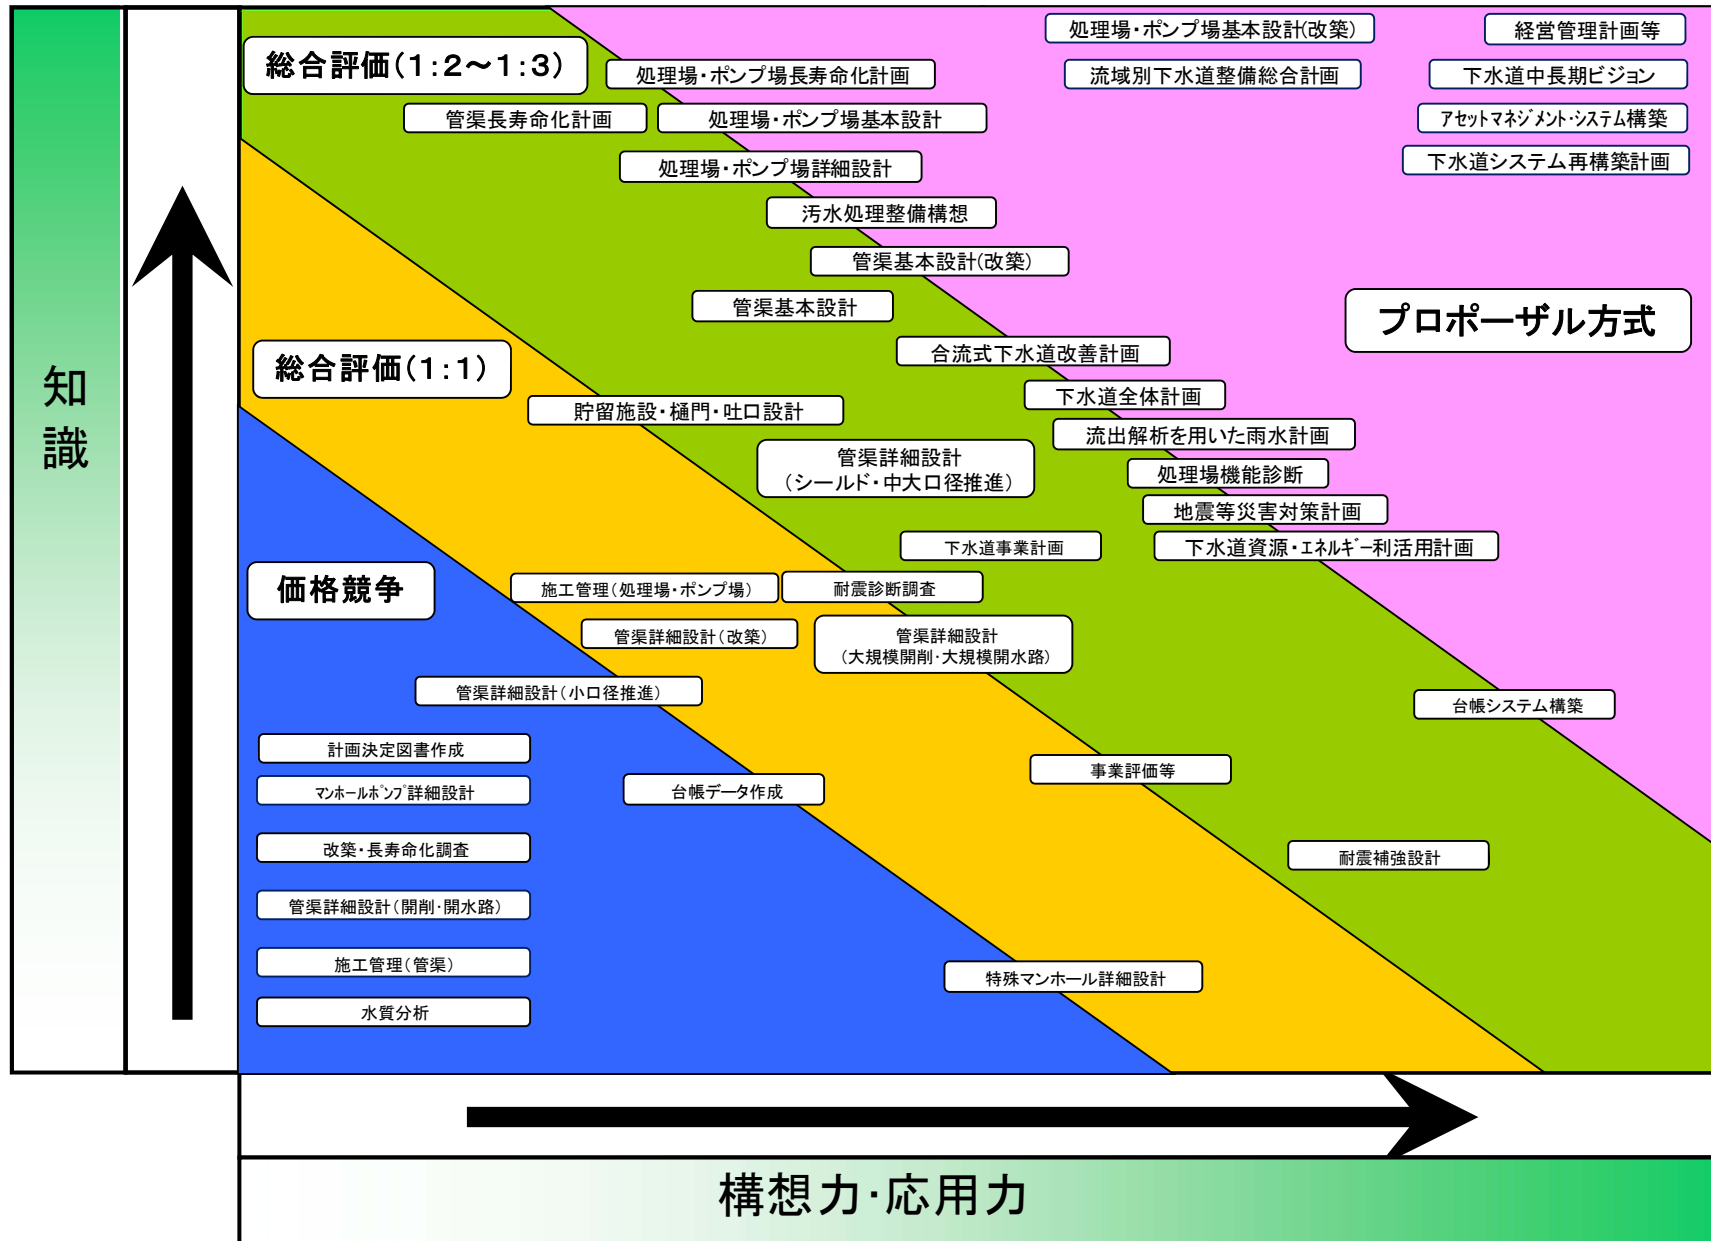 処理場・ポンプ場基本設計(改築)
経営管理計画等
総合評価(1:2～1:3)
処理場・ポンプ場長寿命化計画
流域別下水道整備総合計画
下水道中長期ビジョン
管渠長寿命化計画
処理場・ポンプ場基本設計
アセットマネジメント・システム構築
処理場・ポンプ場詳細設計
下水道システム再構築計画
汚水処理整備構想
管渠基本設計(改築)
管渠基本設計
プロポーザル方式
合流式下水道改善計画
総合評価(1:1)
下水道全体計画
貯留施設・樋門・吐口設計
流出解析を用いた雨水計画
管渠詳細設計
(シールド・中大口径推進)
処理場機能診断
地震等災害対策計画
下水道事業計画
下水道資源・エネルギー利活用計画
価格競争
施工管理(処理場・ポンプ場)
耐震診断調査
管渠詳細設計(改築)
管渠詳細設計
(大規模開削・大規模開水路)
管渠詳細設計(小口径推進)
台帳システム構築
計画決定図書作成
事業評価等
マンホールポンプ詳細設計
台帳データ作成
改築・長寿命化調査
耐震補強設計
管渠詳細設計(開削・開水路)
施工管理(管渠)
特殊マンホール詳細設計
水質分析
知
識
構想力・応用力